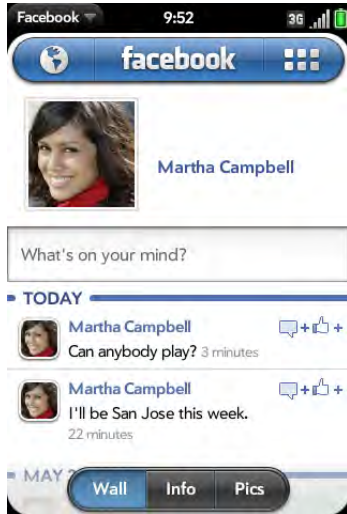 Facebook 9:52 3G
facebook
Martha Campbell
What's on your mind?
TODAY
Martha Campbell
Can anybody play? 3 minutes
Martha Campbell
I'll be San Jose this week.
22 minutes
MAY
Wall Info Pics